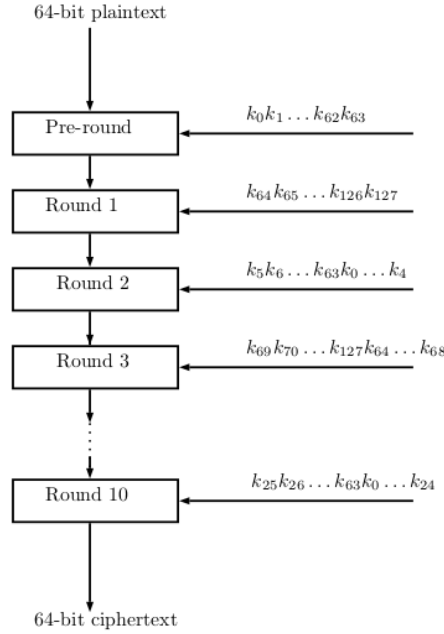 64-bit plaintext
Pre-round
k₀k₁ … k₆₂k₆₃
Round 1
k₆₄k₆₅ … k₁₂₆k₁₂₇
Round 2
k₅k₆ … k₆₃k₀ … k₄
Round 3
k₆₉k₇₀ … k₁₂₇k₆₄ … k₆₈
Round 10
k₂₅k₂₆ … k₆₃k₀ … k₂₄
64-bit ciphertext